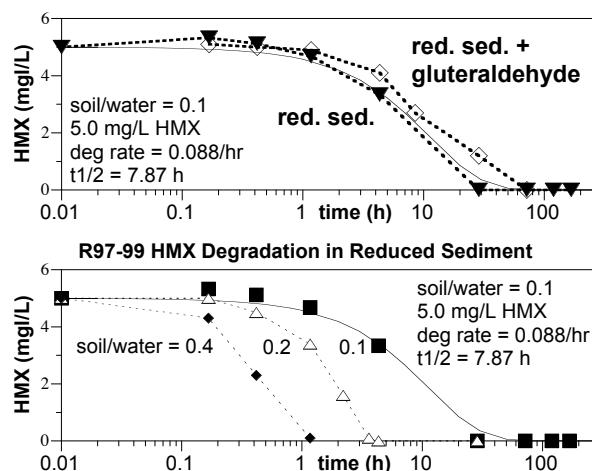 6
4
2
0
HMX (mgl/L)
red. sed. +
gluteraldehyde
red. sed.
soil/water = 0.1
5.0 mg/L HMX
deg rate = 0.088/hr
t1/2 = 7.87 h
0.01 0.1 1 10 100
time (h)
R97-99 HMX Degradation in Reduced Sediment
6
4
2
0
HMX (mgl/L)
soil/water = 0.1
5.0 mg/L HMX
deg rate = 0.088/hr
t1/2 = 7.87 h
soil/water = 0.4
0.2
0.1
0.01 0.1 1 10 100
time (h)